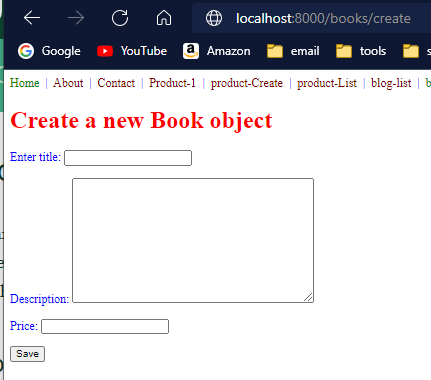 localhost:8000/books/create
Google YouTube Amazon email tools
Home | About | Contact | Product-1 | product-Create | product-List | blog-list |
Create a new Book object
Enter title:
Description:
Price:
Save